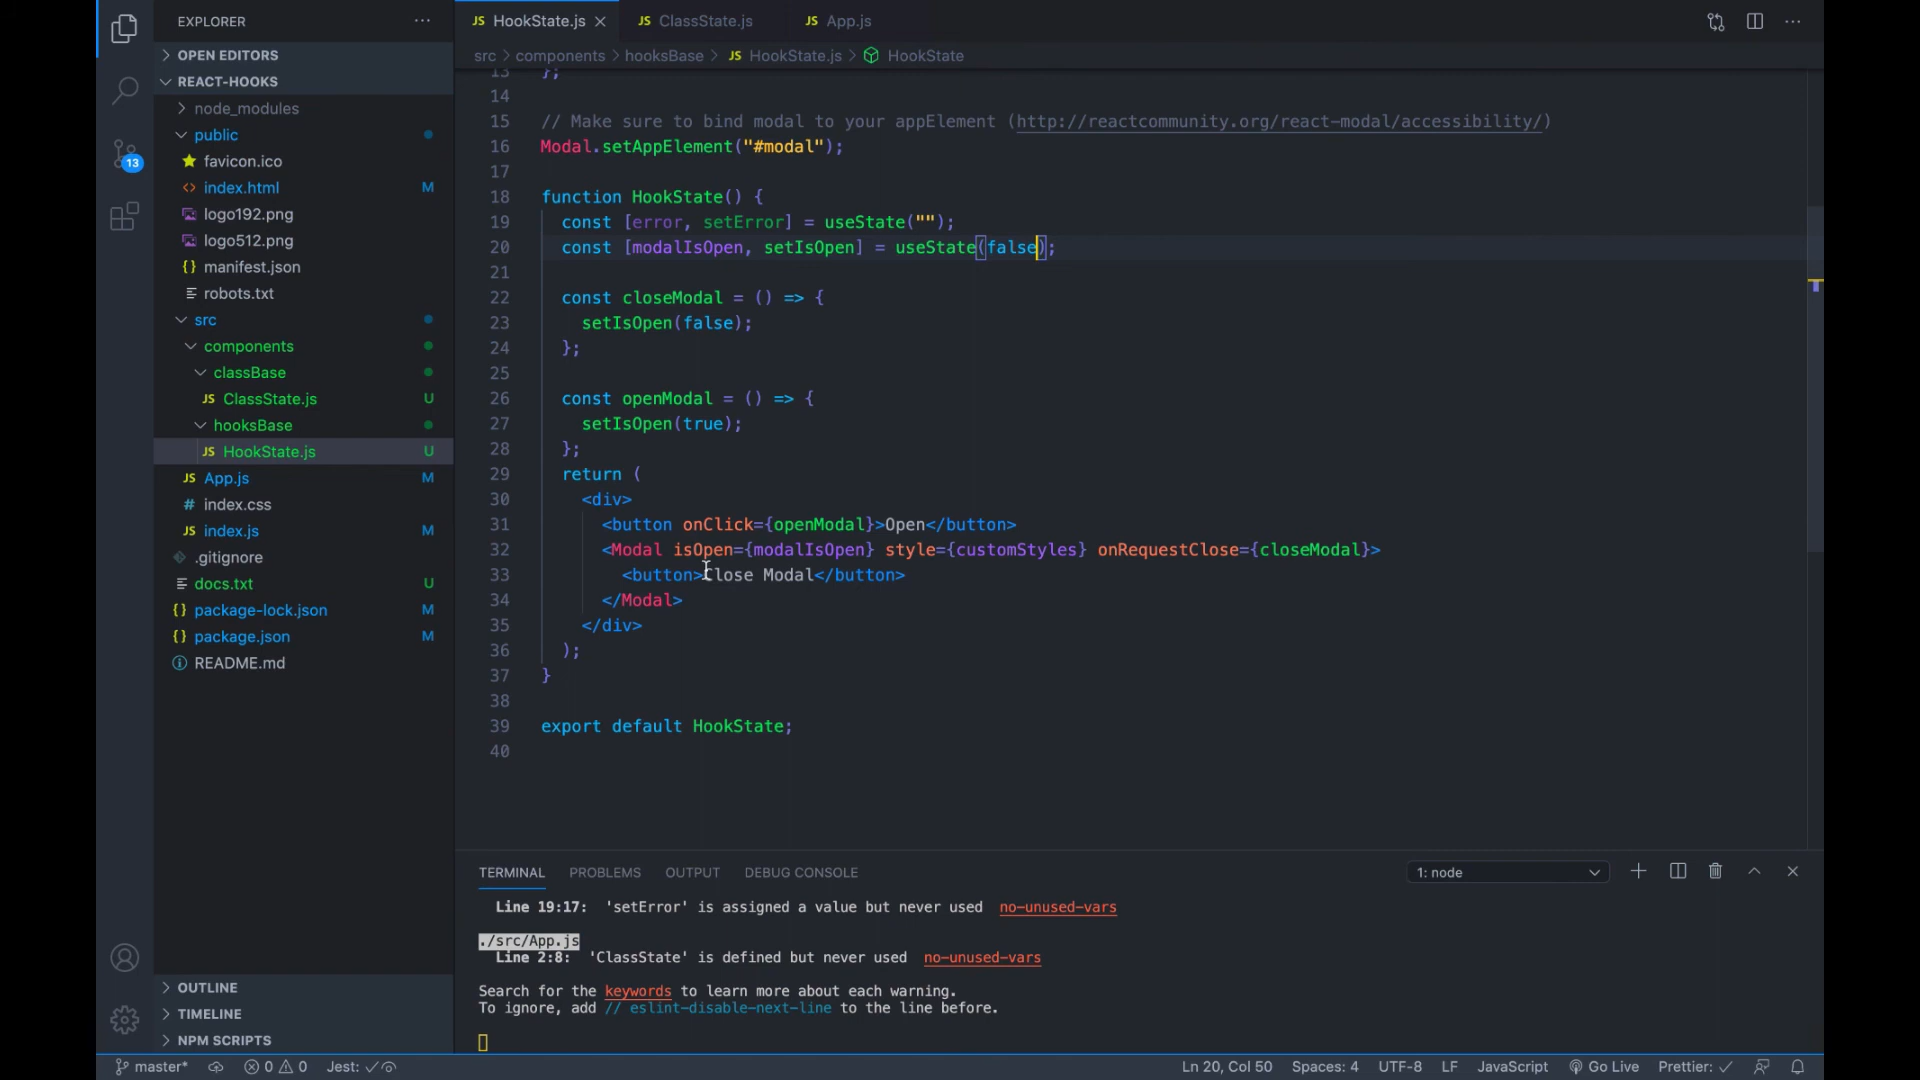 EXPLORER
HookState.js
ClassState.js
App.js
OPEN EDITORS
src > components > hooksBase > JS HookState.js > HookState
REACT-HOOKS
node_modules
public
favicon.ico
index.html M
logo192.png
logo512.png
manifest.json
robots.txt
src
components
classBase
JS ClassState.js U
hooksBase
JS HookState.js U
JS App.js M
# index.css
JS index.js M
.gitignore
docs.txt U
package-lock.json M
package.json M
README.md
OUTLINE
TIMELINE
NPM SCRIPTS
13
13 };
14
15 // Make sure to bind modal to your appElement (http://reactcommunity.org/react-modal/accessibility/)
16 Modal.setAppElement("#modal");
17
18 function HookState() {
19 const [error, setError] = useState("");
20 const [modalIsOpen, setIsOpen] = useState(false);
21
22 const closeModal = () => {
23 setIsOpen(false);
24 };
25
26 const openModal = () => {
27 setIsOpen(true);
28 };
29 return (
30 <div>
31 <button onClick={openModal}>Open</button>
32 <Modal isOpen={modalIsOpen} style={customStyles} onRequestClose={closeModal}>
33 <button>Close Modal</button>
34 </Modal>
35 </div>
36 );
37 }
38
39 export default HookState;
40
TERMINAL PROBLEMS OUTPUT DEBUG CONSOLE
1: node
Line 19:17: 'setError' is assigned a value but never used no-unused-vars
./src/App.js
Line 2:8: 'ClassState' is defined but never used no-unused-vars
Search for the keywords to learn more about each warning.
To ignore, add // eslint-disable-next-line to the line before.
master* 0 0 Jest: Ln 20, Col 50 Spaces: 4 UTF-8 LF JavaScript Go Live Prettier: